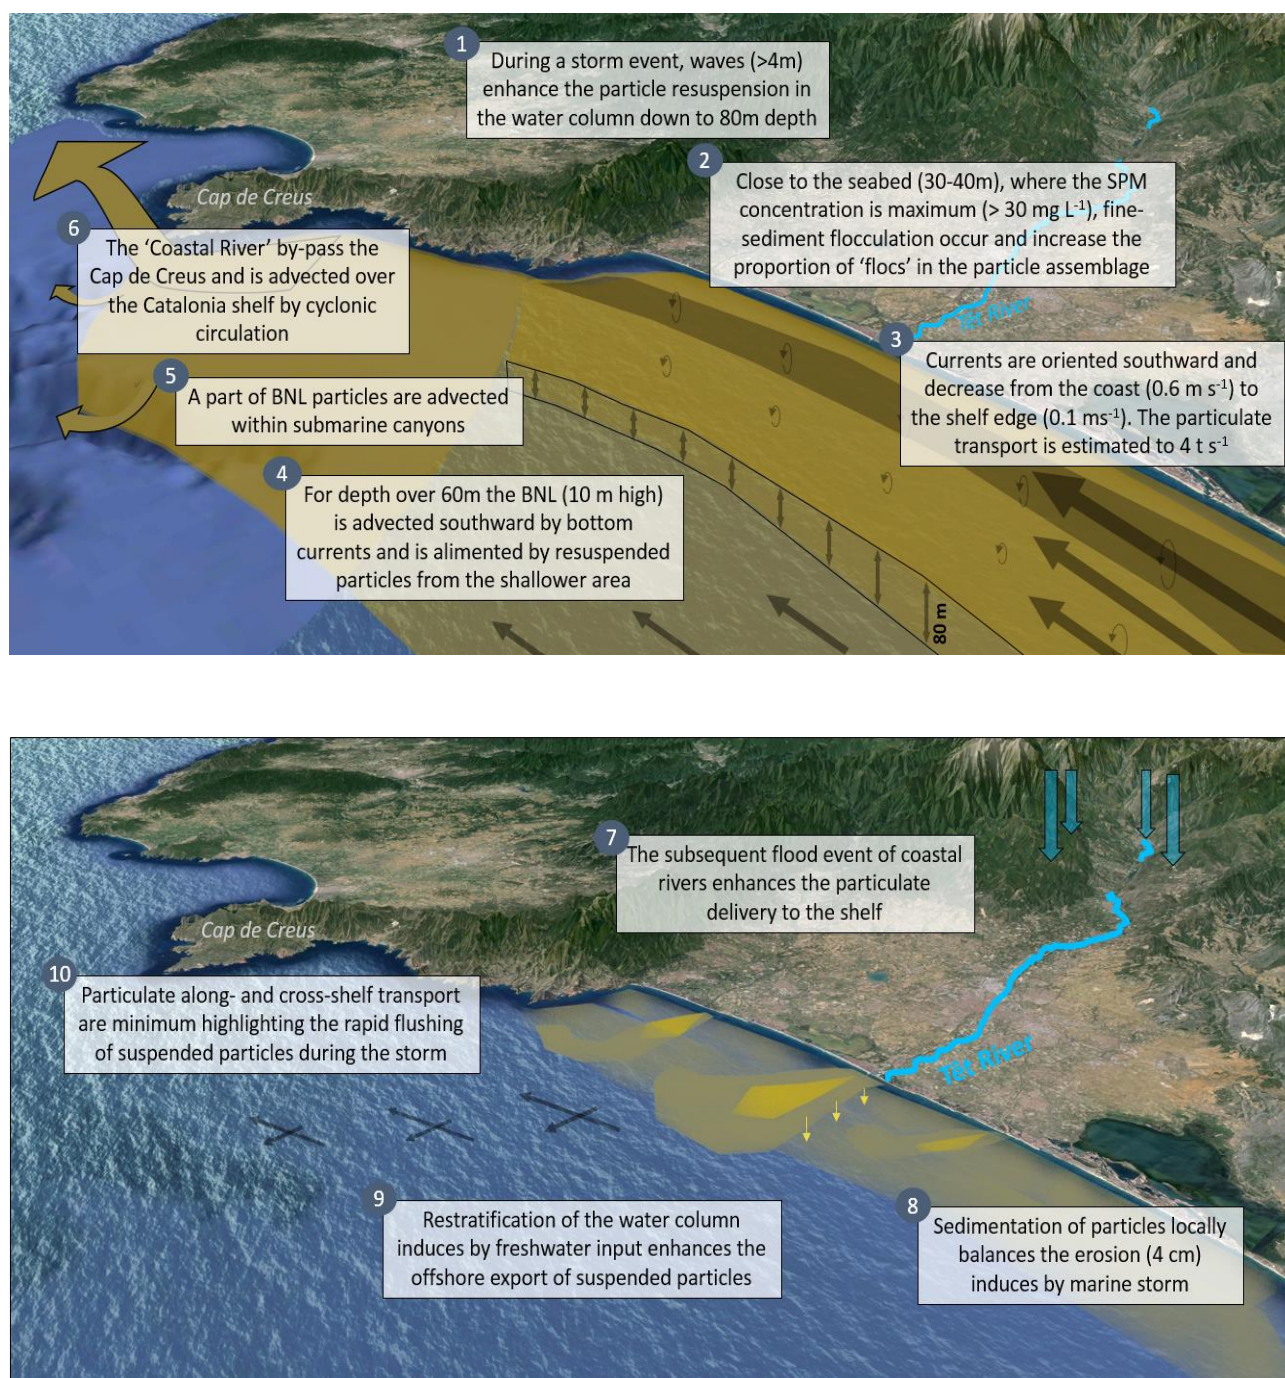 1
During a storm event, waves (>4m)
enhance the particle resuspension in
the water column down to 80m depth
2
Close to the seabed (30-40m), where the SPM
concentration is maximum (> 30 mg L⁻¹), fine-
sediment flocculation occur and increase the
proportion of ‘flocs’ in the particle assemblage
Cap de Creus
6
The ‘Coastal River’ by-pass the
Cap de Creus and is advected over
the Catalonia shelf by cyclonic
circulation
Têt River
3
Currents are oriented southward and
decrease from the coast (0.6 m s⁻¹) to
the shelf edge (0.1 ms⁻¹). The particulate
transport is estimated to 4 t s⁻¹
5
A part of BNL particles are advected
within submarine canyons
4
For depth over 60m the BNL (10 m high)
is advected southward by bottom
currents and is alimented by resuspended
particles from the shallower area
80 m
7
The subsequent flood event of coastal
rivers enhances the particulate
delivery to the shelf
Cap de Creus
10
Particulate along- and cross-shelf transport
are minimum highlighting the rapid flushing
of suspended particles during the storm
Têt River
9
Restratification of the water column
induces by freshwater input enhances the
offshore export of suspended particles
8
Sedimentation of particles locally
balances the erosion (4 cm)
induces by marine storm